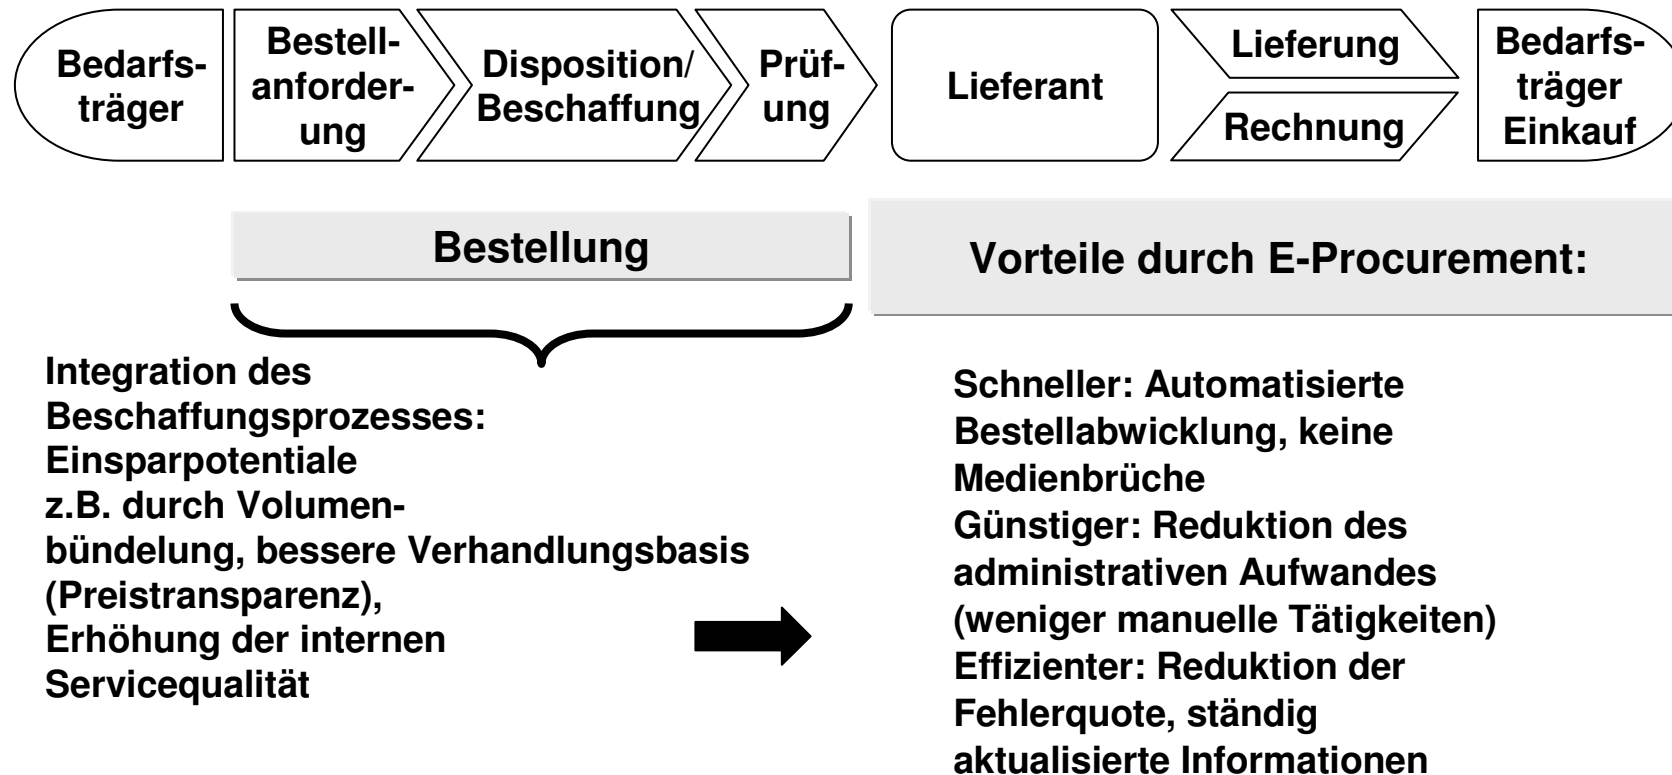 Bedarfs-
träger
Bestell-
anforder-
ung
Disposition/
Beschaffung
Prüf-
ung
Lieferant
Lieferung
Rechnung
Bedarfs-
träger
Einkauf
Bestellung
Vorteile durch E-Procurement:
Integration des
Beschaffungsprozesses:
Einsparpotentiale
z.B. durch Volumen-
bündelung, bessere Verhandlungsbasis
(Preistransparenz),
Erhöhung der internen
Servicequalität
Schneller: Automatisierte
Bestellabwicklung, keine
Medienbrüche
Günstiger: Reduktion des
administrativen Aufwandes
(weniger manuelle Tätigkeiten)
Effizienter: Reduktion der
Fehlerquote, ständig
aktualisierte Informationen